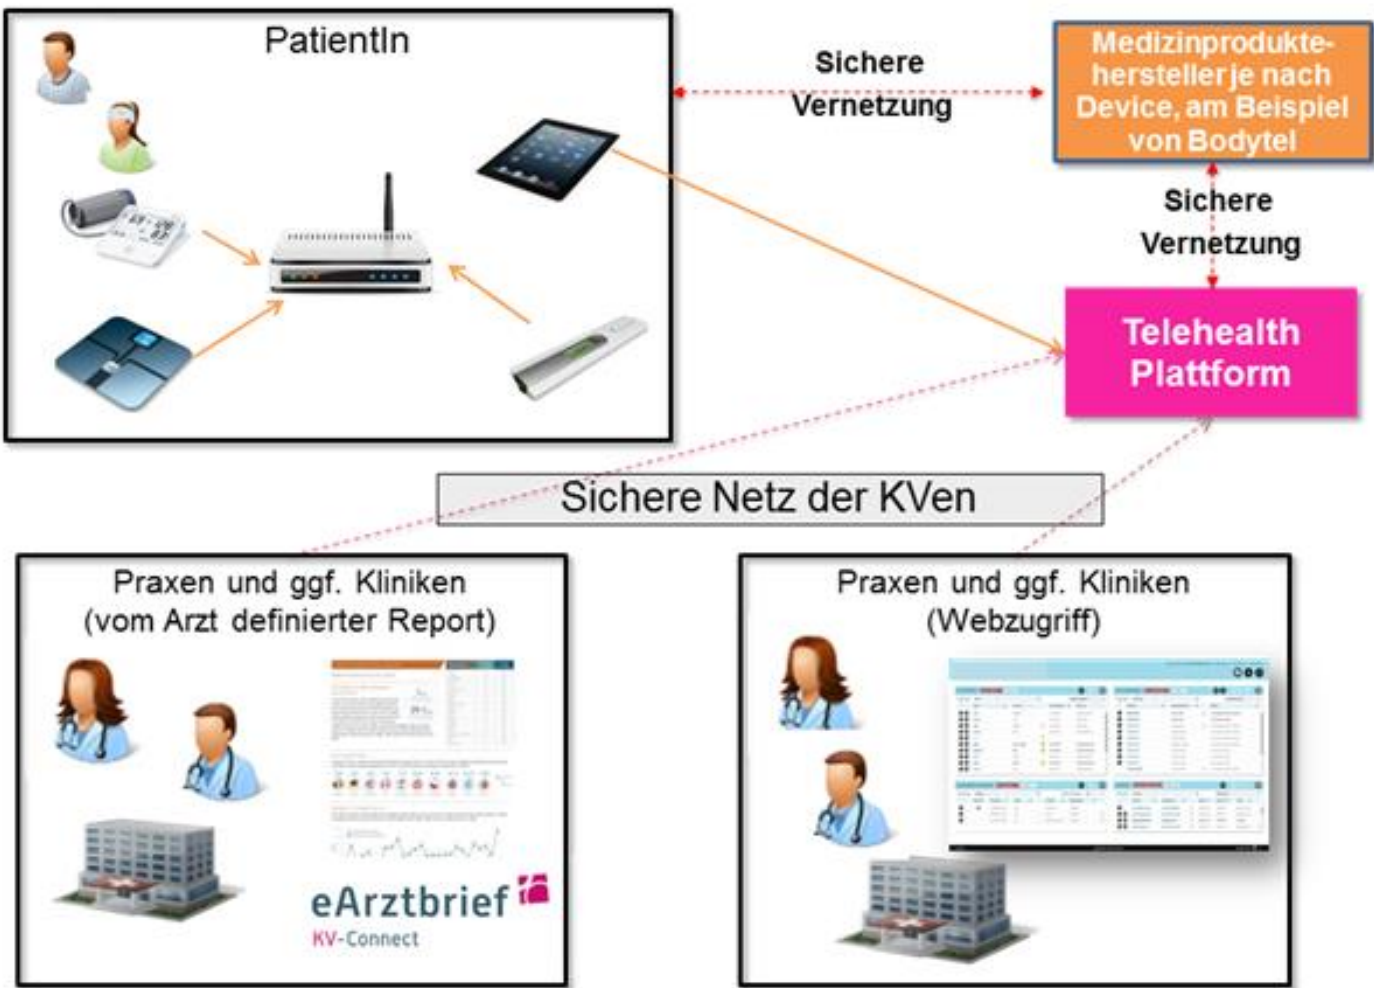 PatientIn
Sichere
Vernetzung
Medizinprodukte-
hersteller je nach
Device, am Beispiel
von Bodytel
Sichere
Vernetzung
Telehealth
Plattform
Sichere Netz der KVen
Praxen und ggf. Kliniken
(vom Arzt definierter Report)
eArztbrief
KV-Connect
Praxen und ggf. Kliniken
(Webzugriff)